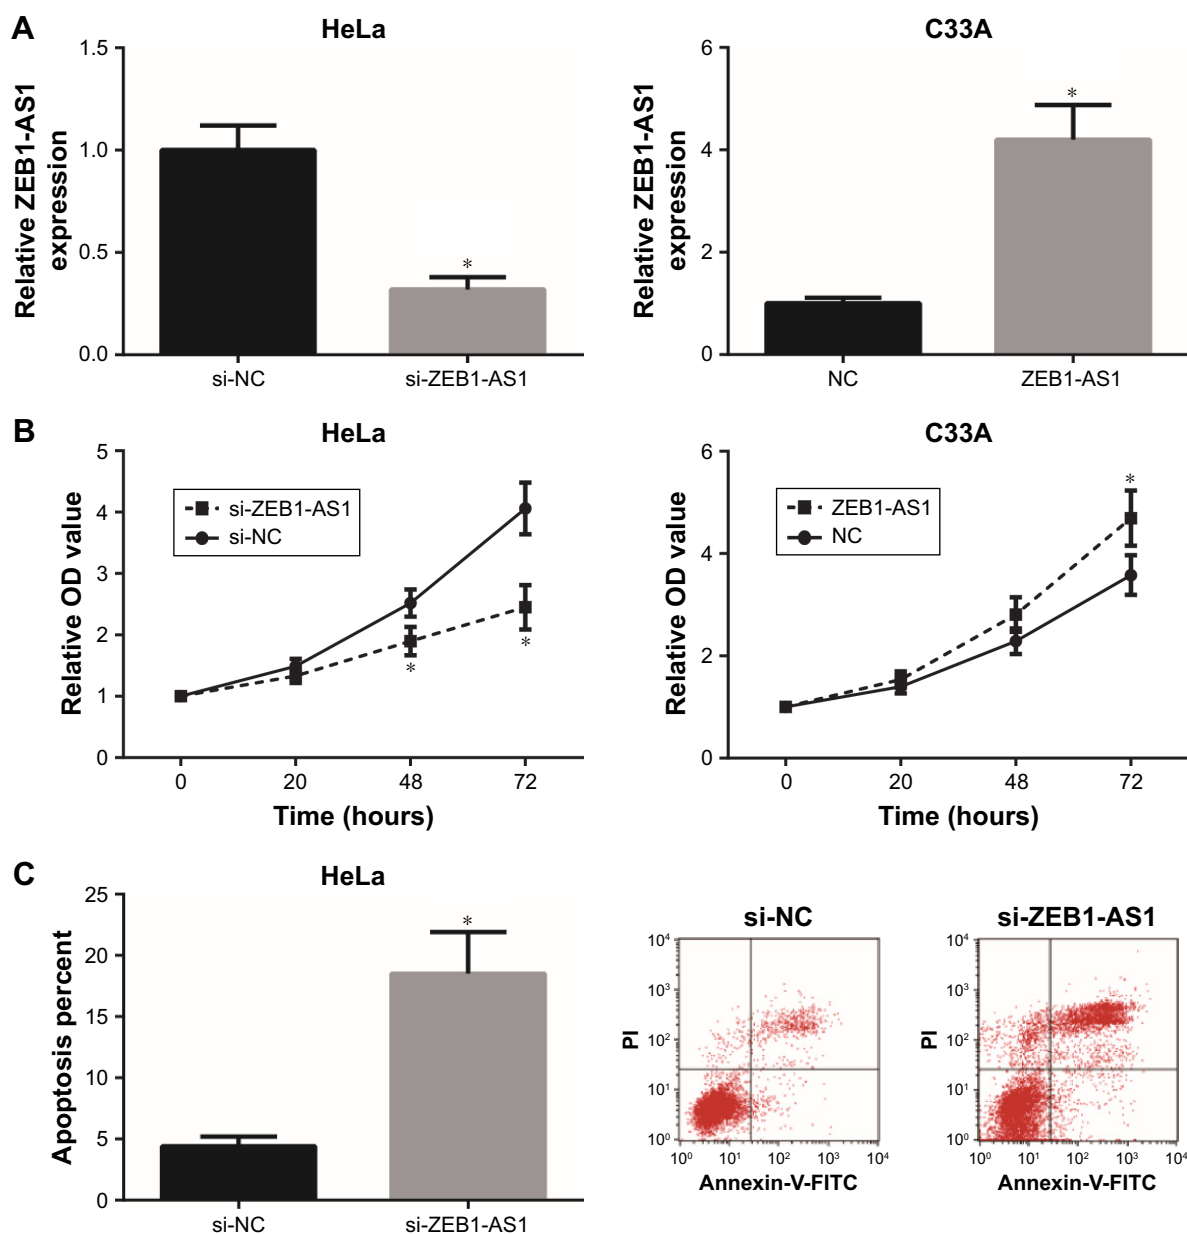 A
HeLa
Relative ZEB1-AS1
expression
1.5
1.0
0.5
0.0
*
si-NC
si-ZEB1-AS1
C33A
Relative ZEB1-AS1
expression
6
4
2
0
*
NC
ZEB1-AS1
B
HeLa
Relative OD value
5
4
3
2
1
0
si-ZEB1-AS1
si-NC
*
*
0
20
48
72
Time (hours)
C33A
Relative OD value
6
4
2
0
ZEB1-AS1
NC
*
0
20
48
72
Time (hours)
C
HeLa
Apoptosis percent
25
20
15
10
5
0
*
si-NC
si-ZEB1-AS1
si-NC
PI
10⁴
10³
10²
10¹
10⁰
10⁰ 10¹ 10² 10³ 10⁴
Annexin-V-FITC
si-ZEB1-AS1
PI
10⁴
10³
10²
10¹
10⁰
10⁰ 10¹ 10² 10³ 10⁴
Annexin-V-FITC